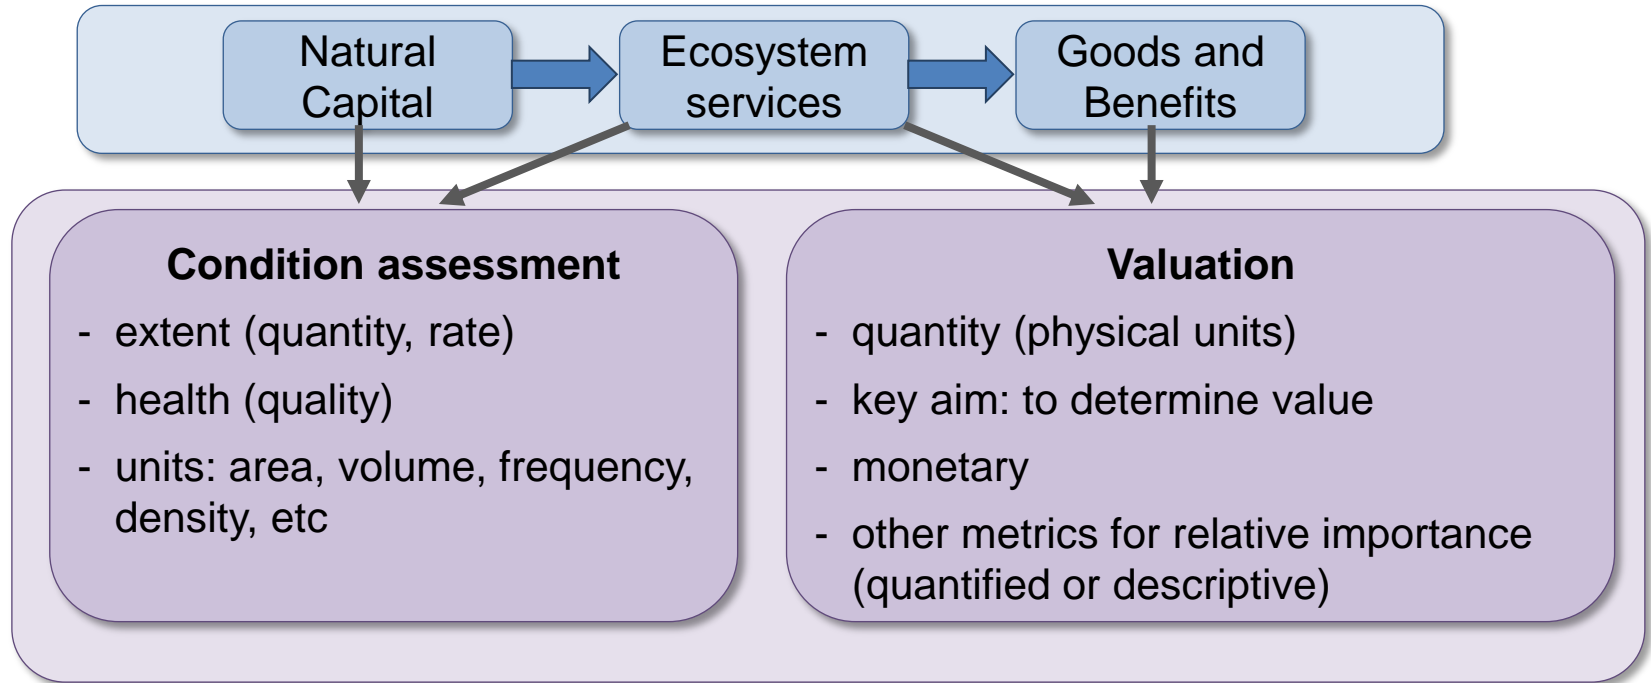 Natural
Capital
Ecosystem
services
Goods and
Benefits
Condition assessment
- extent (quantity, rate)
- health (quality)
- units: area, volume, frequency,
density, etc
Valuation
- quantity (physical units)
- key aim: to determine value
- monetary
- other metrics for relative importance
(quantified or descriptive)